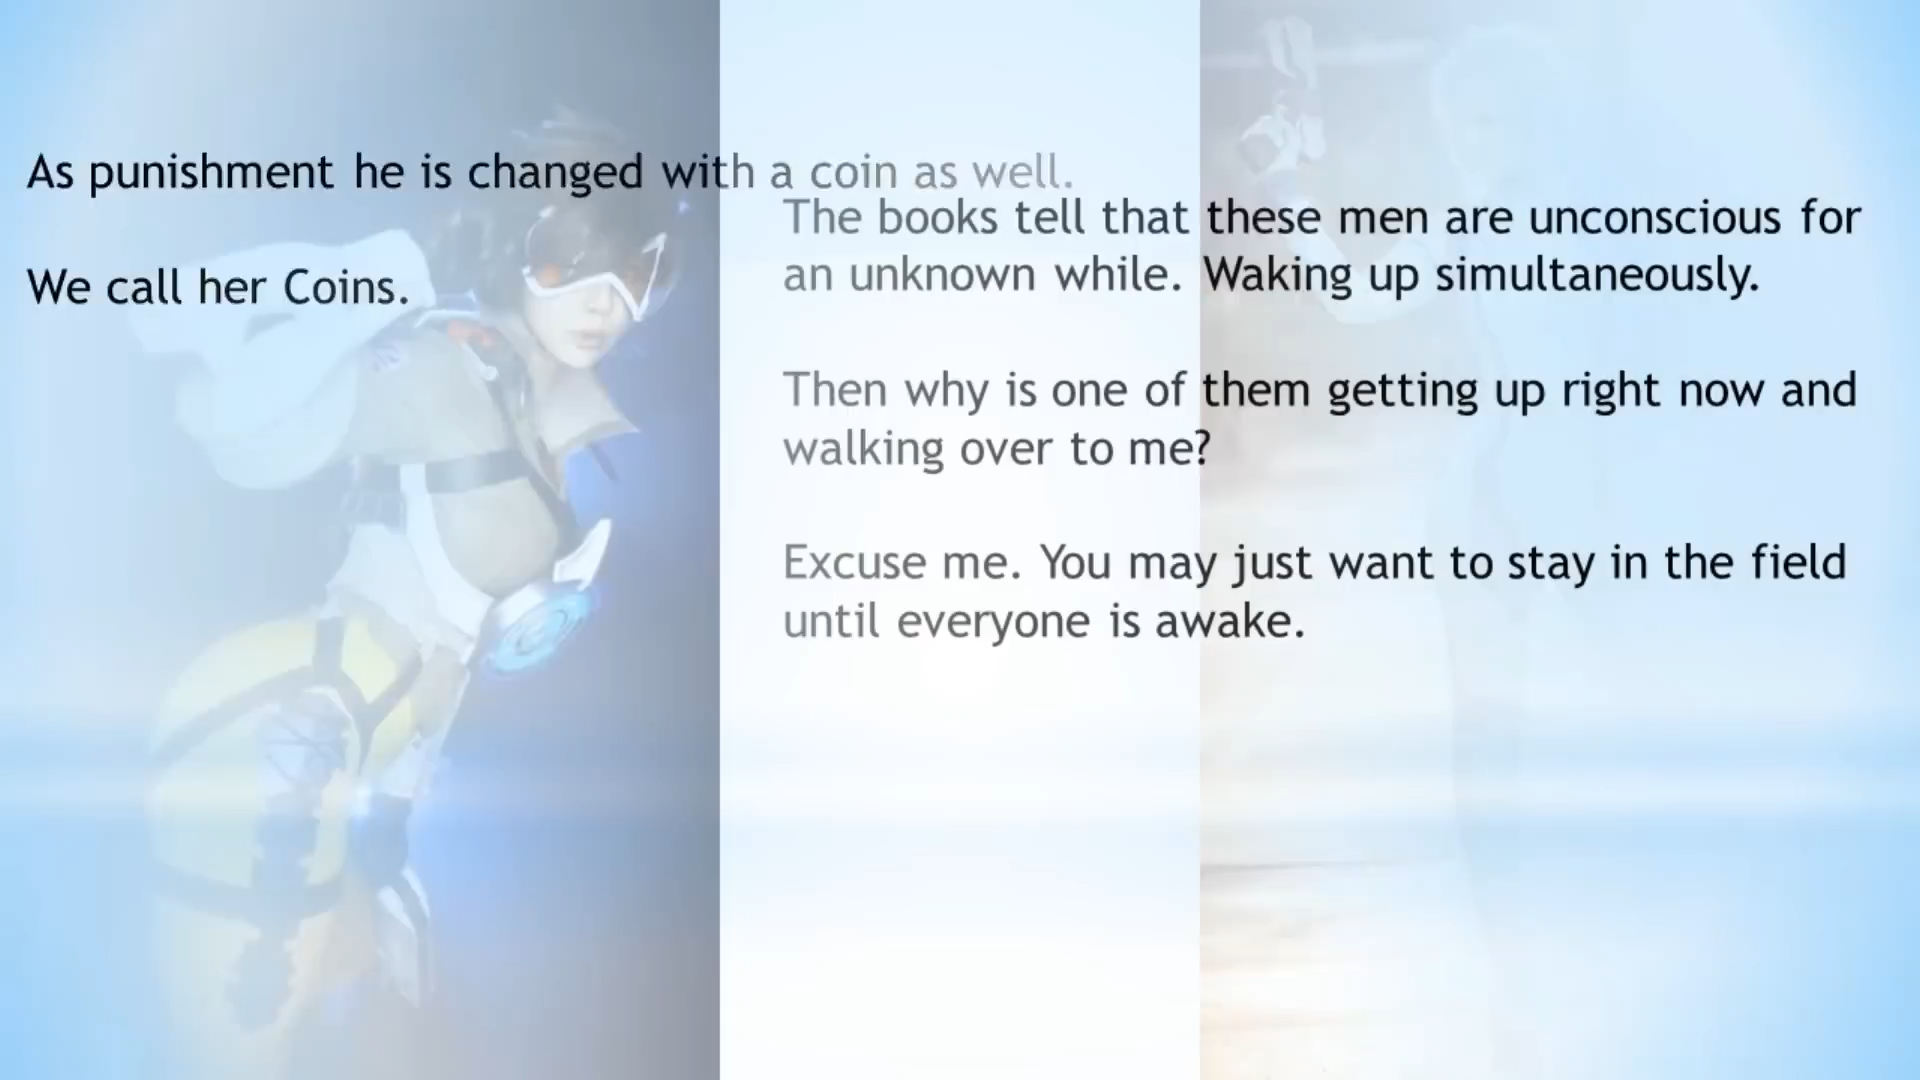 As punishment he is changed with a coin as well.
We call her Coins.
The books tell that these men are unconscious for
an unknown while. Waking up simultaneously.
Then why is one of them getting up right now and
walking over to me?
Excuse me. You may just want to stay in the field
until everyone is awake.